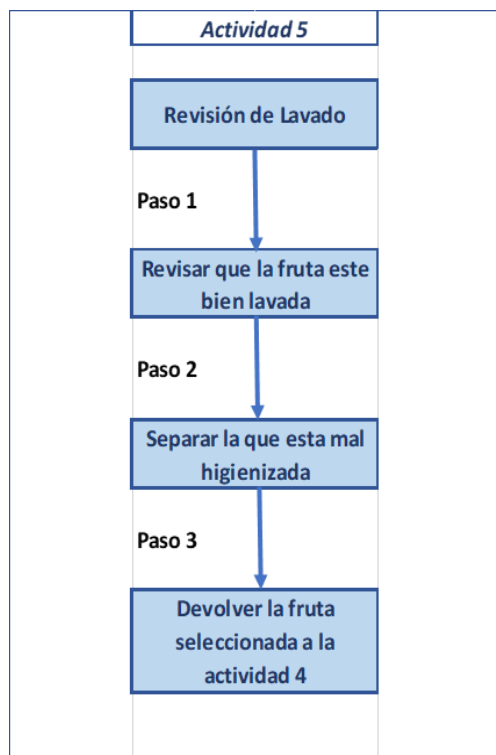 Actividad 5
Revisión de Lavado
Paso 1
Revisar que la fruta este
bien lavada
Paso 2
Separar la que esta mal
higienizada
Paso 3
Devolver la fruta
seleccionada a la
actividad 4